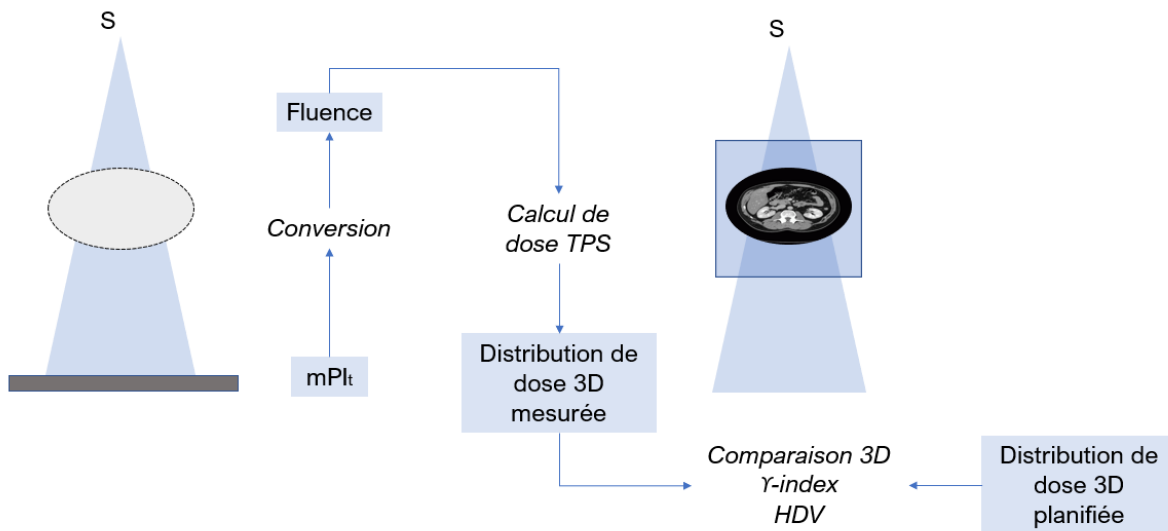 S
Fluence
Conversion
mPIt
Calcul de
dose TPS
Distribution de
dose 3D
mesurée
S
Comparaison 3D
ϒ-index
HDV
Distribution de
dose 3D
planifiée